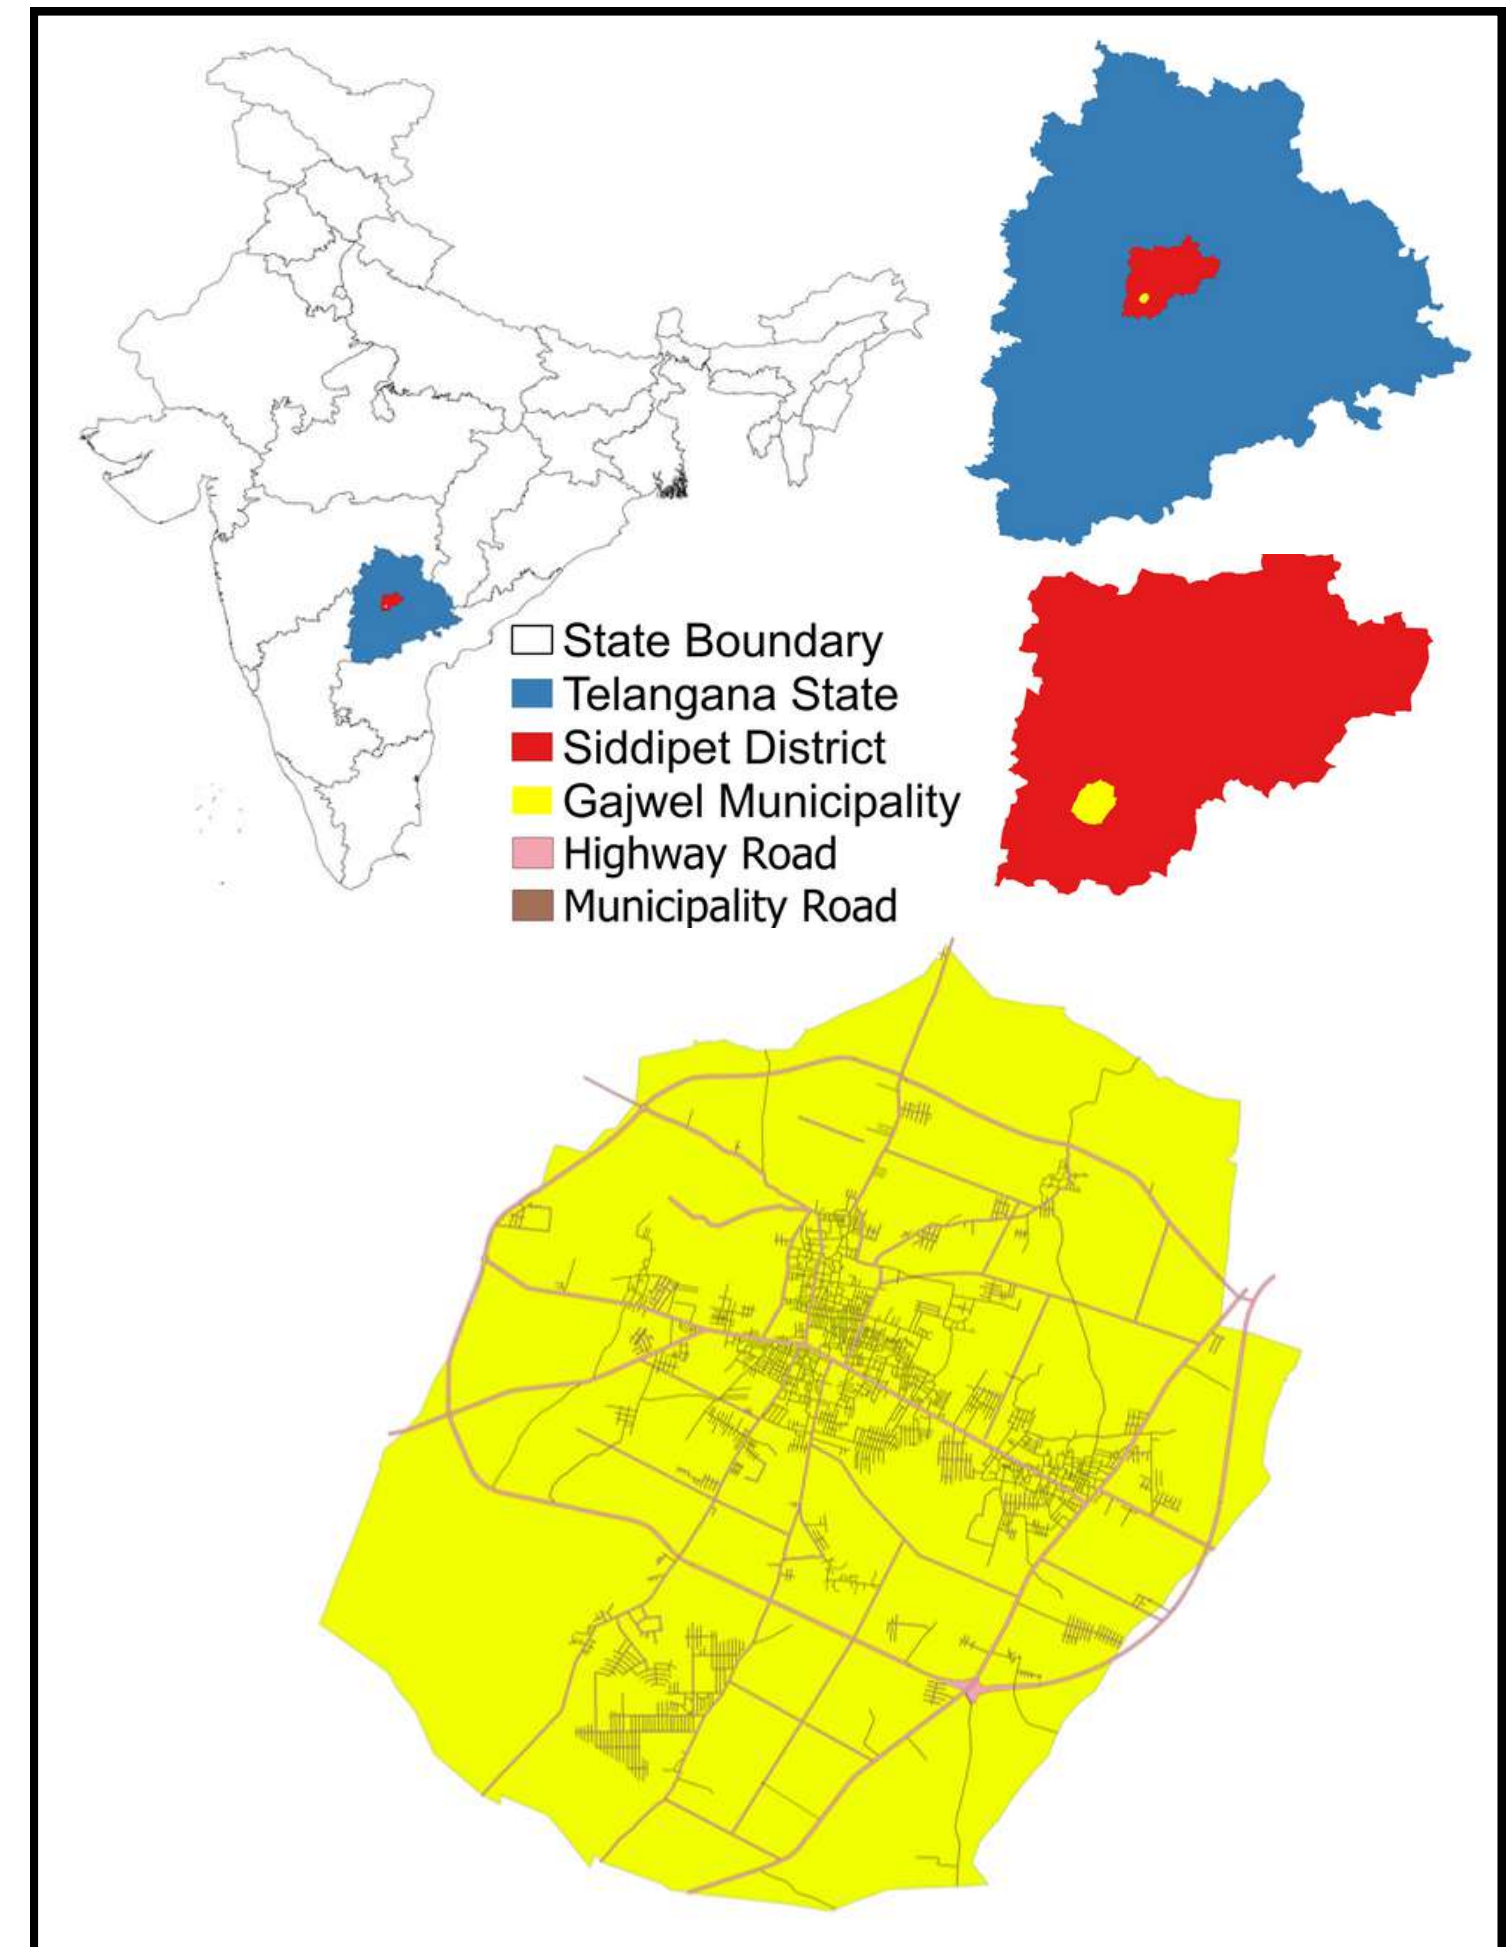 State Boundary
Telangana State
Siddipet District
Gajwel Municipality
Highway Road
Municipality Road